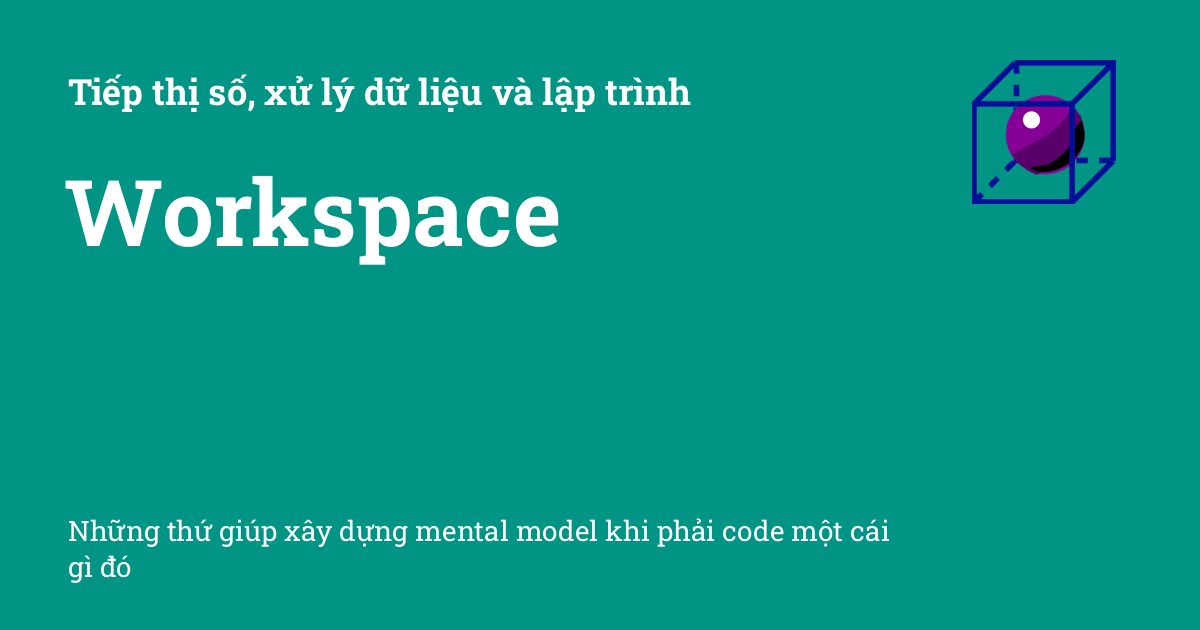 Tiếp thị số, xử lý dữ liệu và lập trình
Workspace
Những thứ giúp xây dựng mental model khi phải code một cái
gì đó